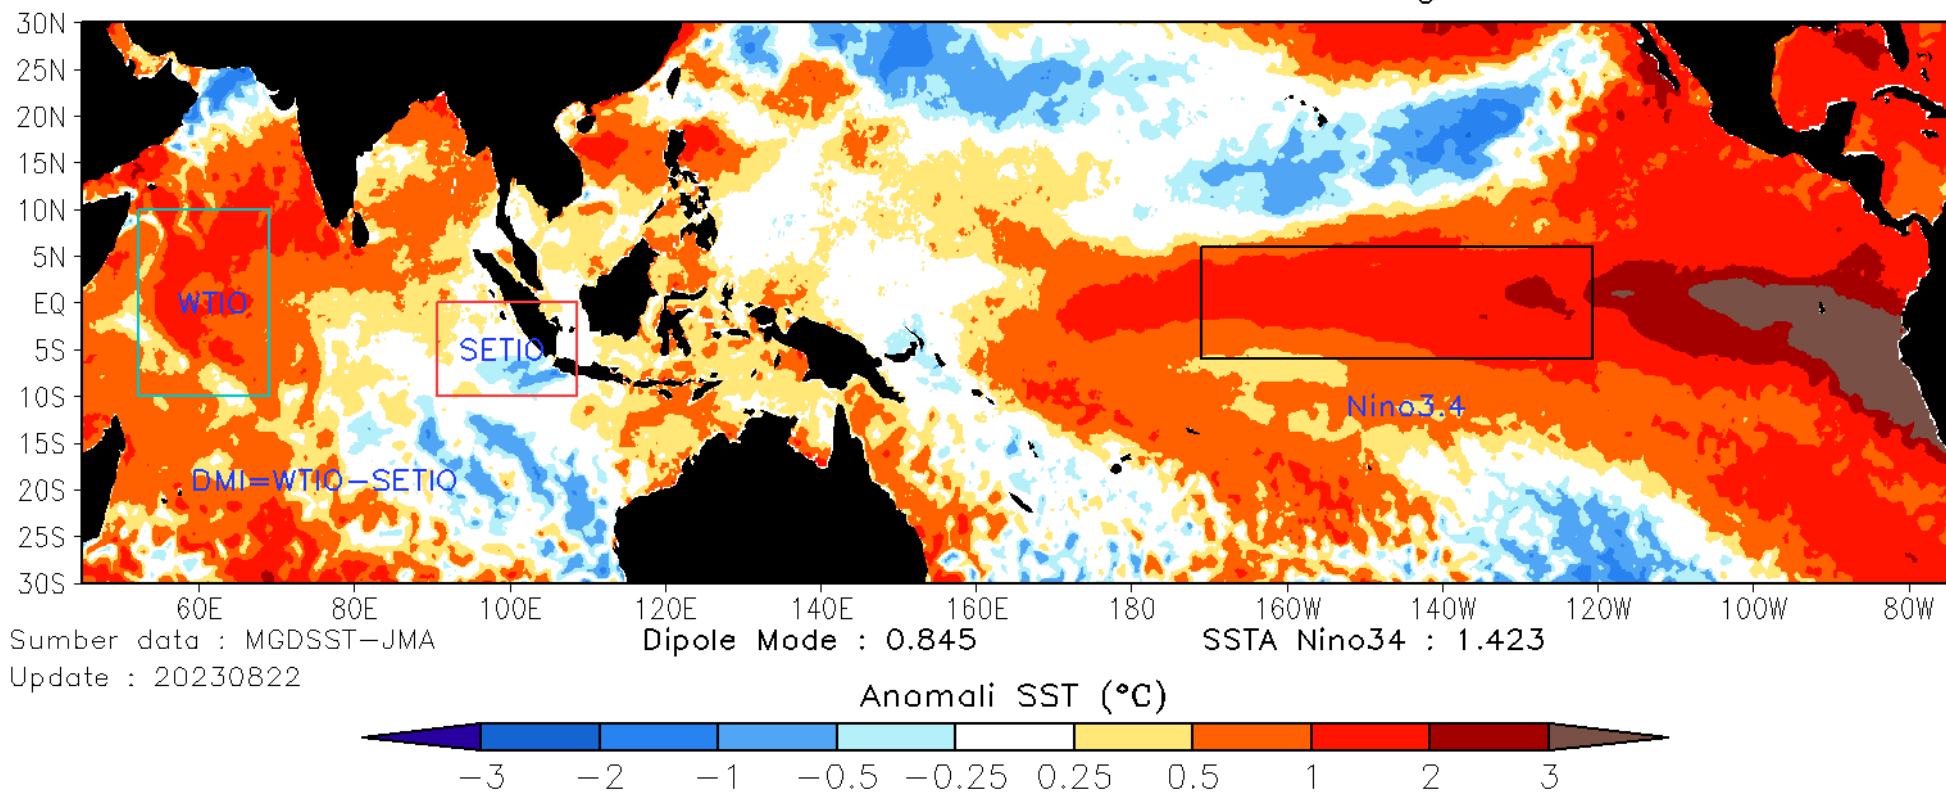 30N
25N
20N
15N
10N
5N
EQ
5S
10S
15S
20S
25S
30S
WTIO
SETIO
Nino3.4
DMI=WTIO-SETIO
60E 80E 100E 120E 140E 160E 180 160W 140W 120W 100W 80W
Sumber data : MGDSST-JMA Dipole Mode : 0.845 SSTA Nino34 : 1.423
Update : 20230822
Anomali SST (°C)
-3 -2 -1 -0.5 -0.25 0.25 0.5 1 2 3